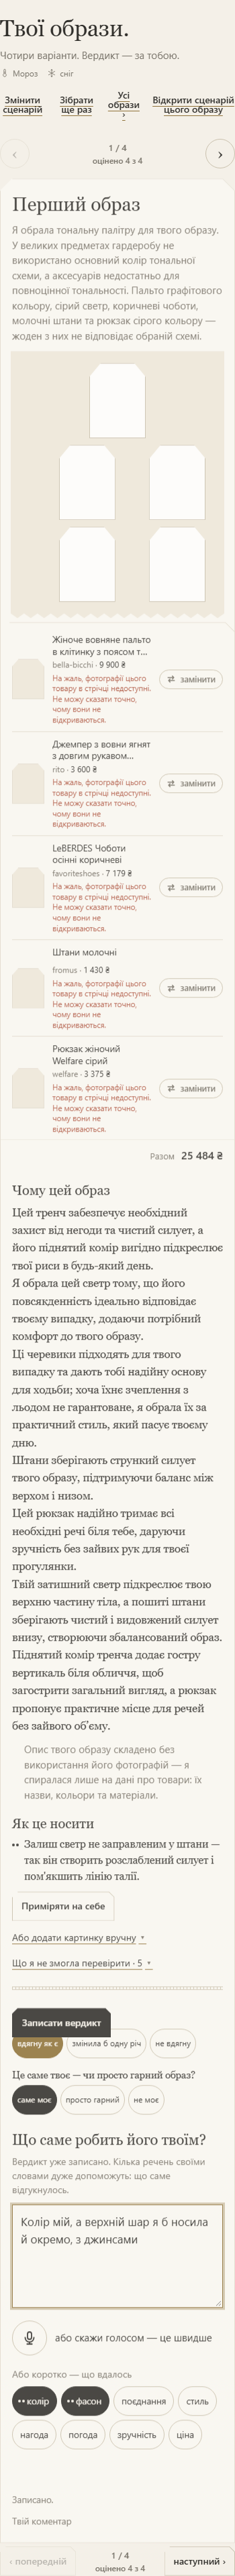 Твої образи.
Чотири варіанти. Вердикт — за тобою.
Мороз сніг
Змінити сценарій
Зібрати ще раз
Усі образи ›
Відкрити сценарій цього образу
‹
1 / 4
оцінено 4 з 4
›
Перший образ
Я обрала тональну палітру для твого образу.
У великих предметах гардеробу не
використано основний колір тональної
схеми, а аксесуарів недостатньо для
повноцінної тональності. Пальто графітового
кольору, сірий светр, коричневі чоботи,
молочні штани та рюкзак сірого кольору —
жоден з них не відповідає обраній схемі.
Жіноче вовняне пальто
в клітинку з поясом т…
bella-bicchi · 9 900 ₴
На жаль, фотографії цього
товару в стрічці недоступні.
Не можу сказати точно,
чому вони не
відкриваються.
замінити
Джемпер з вовни ягнят
з довгим рукавом…
rito · 3 600 ₴
На жаль, фотографії цього
товару в стрічці недоступні.
Не можу сказати точно,
чому вони не
відкриваються.
замінити
LeBERDES Чоботи
осінні коричневі
favoriteshoes · 7 179 ₴
На жаль, фотографії цього
товару в стрічці недоступні.
Не можу сказати точно,
чому вони не
відкриваються.
замінити
Штани молочні
fromus · 1 430 ₴
На жаль, фотографії цього
товару в стрічці недоступні.
Не можу сказати точно,
чому вони не
відкриваються.
замінити
Рюкзак жіночий
Welfare сірий
welfare · 3 375 ₴
На жаль, фотографії цього
товару в стрічці недоступні.
Не можу сказати точно,
чому вони не
відкриваються.
замінити
Разом 25 484 ₴
Чому цей образ
Цей тренч забезпечує необхідний
захист від негоди та чистий силует, а
його піднятий комір вигідно підкреслює
твої риси в будь-який день.
Я обрала цей светр тому, що його
повсякденність ідеально відповідає
твоєму випадку, додаючи потрібний
комфорт до твого образу.
Ці черевики підходять для твого
випадку та дають тобі надійну основу
для ходьби; хоча їхнє зчеплення з
льодом не гарантоване, я обрала їх за
практичний стиль, який пасує твоєму
дню.
Штани зберігають стрункий силует
твого образу, підтримуючи баланс між
верхом і низом.
Цей рюкзак надійно тримає всі
необхідні речі біля тебе, даруючи
зручність без зайвих рук для твоєї
прогулянки.
Твій затишний светр підкреслює твою
верхню частину тіла, а пошиті штани
зберігають чистий і видовжений силует
внизу, створюючи збалансований образ.
Піднятий комір тренча додає гостру
вертикаль біля обличчя, щоб
загострити загальний вигляд, а рюкзак
пропонує практичне місце для речей
без зайвого об’єму.
Опис твого образу складено без
використання його фотографій — я
спиралася лише на дані про товари: їх
назви, кольори та матеріали.
Як це носити
Залиш светр не заправленим у штани —
так він створить розслаблений силует і
пом'якшить лінію талії.
Приміряти на себе
Або додати картинку вручну
Що я не змогла перевірити · 5
Записати вердикт
вдягну як є
змінила б одну річ
не вдягну
Це саме твоє — чи просто гарний образ?
саме моє
просто гарний
не моє
Що саме робить його твоїм?
Вердикт уже записано. Кілька речень своїми
словами дуже допоможуть: що саме
відгукнулось.
Колір мій, а верхній шар я б носила
й окремо, з джинсами
або скажи голосом — це швидше
Або коротко — що вдалось
колір
фасон
поєднання
стиль
нагода
погода
зручність
ціна
Записано.
Твій коментар
‹ попередній
1 / 4
оцінено 4 з 4
наступний ›